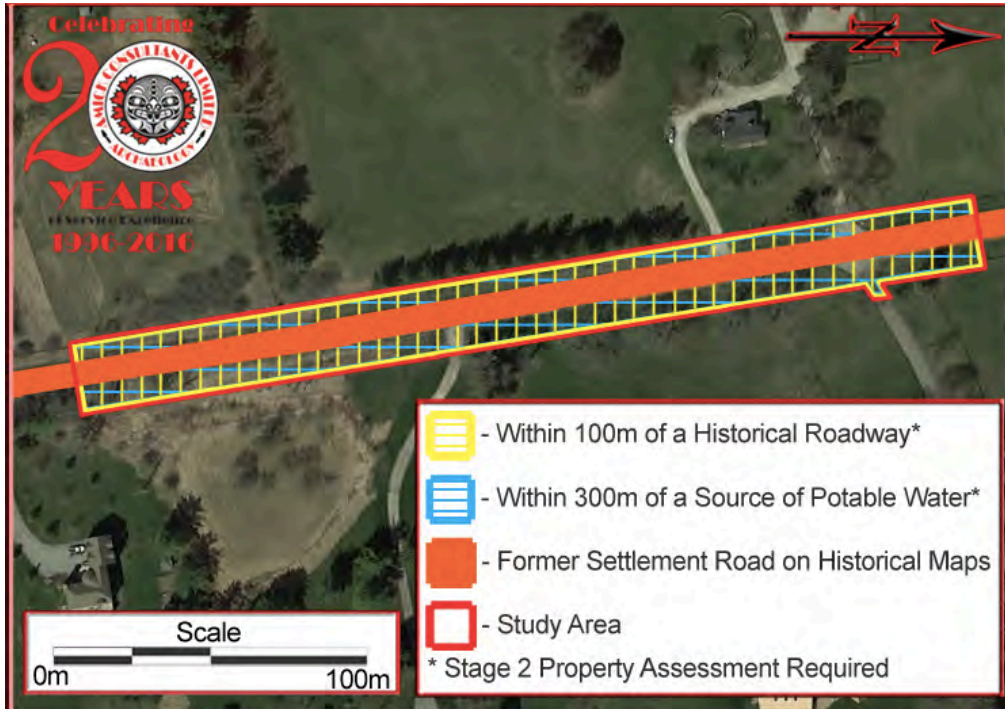 Celebrating
20
AMICK CONSULTANTS LIMITED
ARCHAEOLOGY
YEARS
of Service Excellence
1996-2016
N
- Within 100m of a Historical Roadway*
- Within 300m of a Source of Potable Water*
- Former Settlement Road on Historical Maps
- Study Area
* Stage 2 Property Assessment Required
Scale
0m 100m